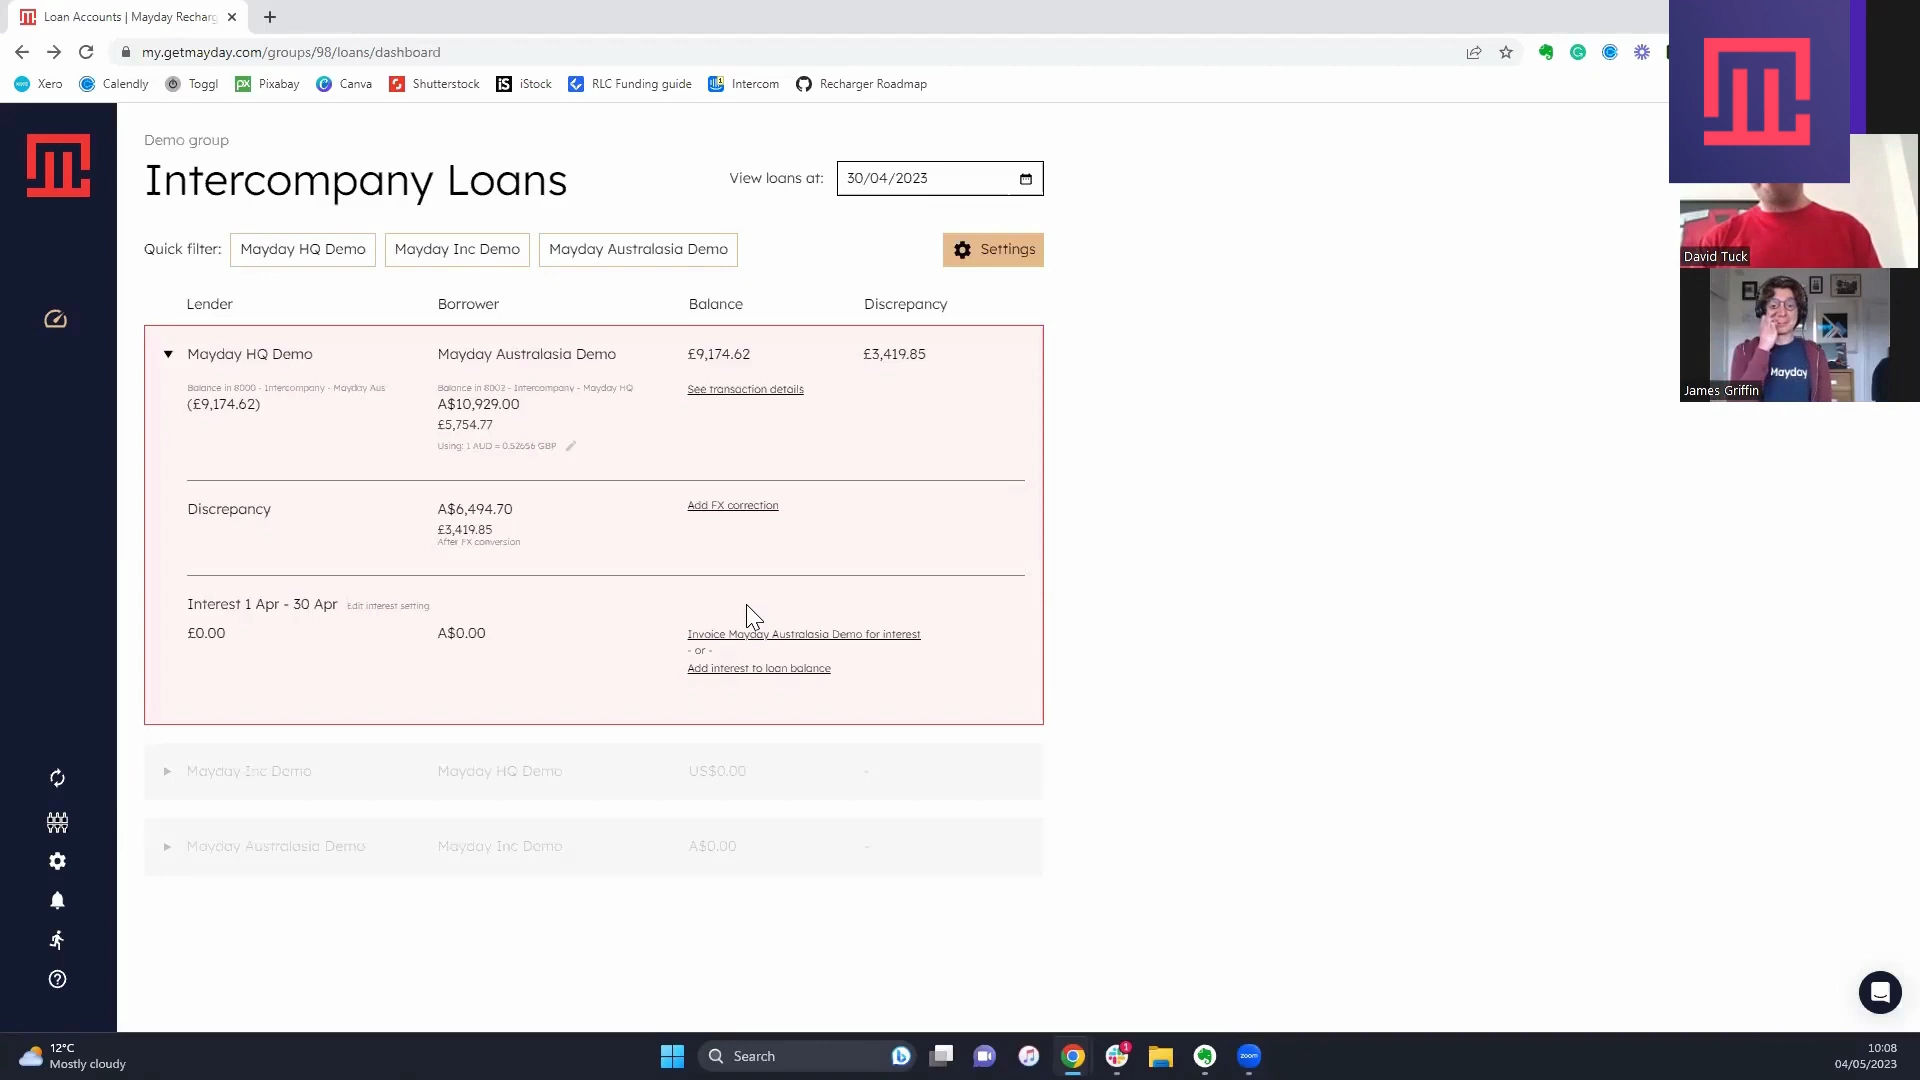 Loan Accounts | Mayday Recharg
my.getmayday.com/groups/98/loans/dashboard
Xero Calendly Toggl Pixabay Canva Shutterstock iStock RLC Funding guide Intercom Recharger Roadmap
Demo group
Intercompany Loans
View loans at: 30/04/2023
Quick filter: Mayday HQ Demo Mayday Inc Demo Mayday Australasia Demo Settings
Lender Borrower Balance Discrepancy
Mayday HQ Demo Mayday Australasia Demo £9,174.62 £3,419.85
Balance in 8000 - Intercompany - Mayday Aus Balance in 8002 - Intercompany - Mayday HQ See transaction details
(£9,174.62) A$10,929.00
£5,754.77
Using: 1 AUD = 0.52656 GBP
Discrepancy A$6,494.70 Add FX correction
£3,419.85
After FX conversion
Interest 1 Apr - 30 Apr Edit interest setting
£0.00 A$0.00 Invoice Mayday Australasia Demo for interest
- or -
Add interest to loan balance
Mayday Inc Demo Mayday HQ Demo US$0.00 -
Mayday Australasia Demo Mayday Inc Demo A$0.00 -
David Tuck
Mayday
James Griffin
12°C
Mostly cloudy
Search
1
zoom
10:08
04/05/2023